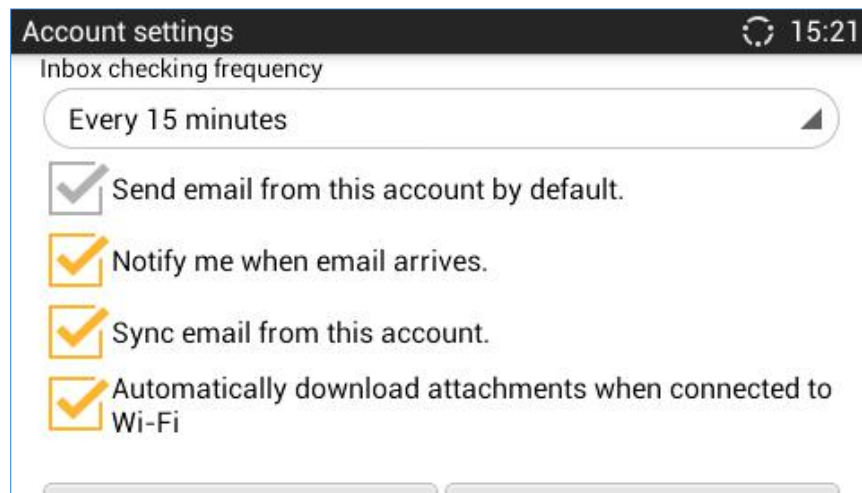 Account settings 15:21
Inbox checking frequency
Every 15 minutes
Send email from this account by default.
Notify me when email arrives.
Sync email from this account.
Automatically download attachments when connected to
Wi-Fi